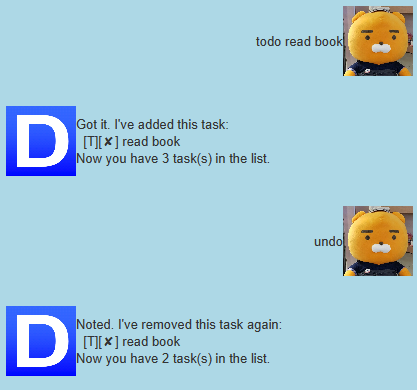 todo read book
D
Got it. I've added this task:
[T][✘] read book
Now you have 3 task(s) in the list.
undo
D
Noted. I've removed this task again:
[T][✘] read book
Now you have 2 task(s) in the list.